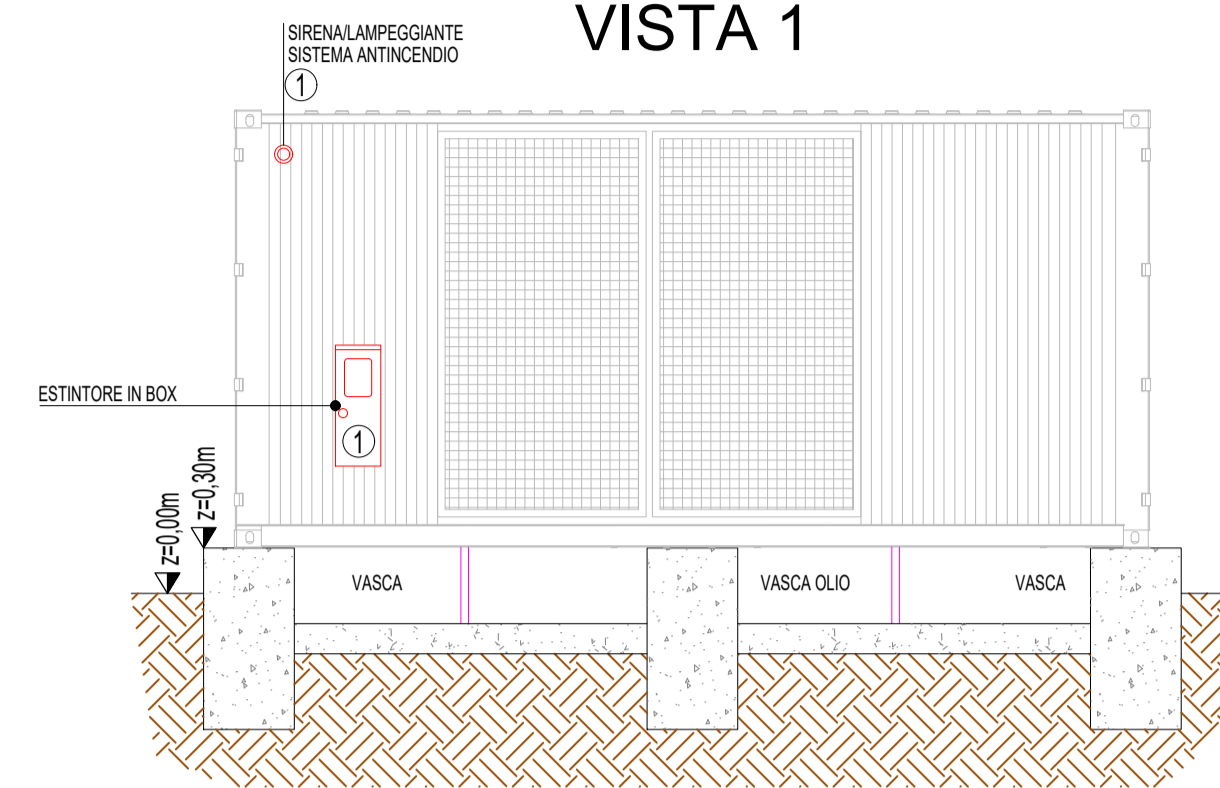 VISTA 1
SIRENA/LAMPEGGIANTE
SISTEMA ANTINCENDIO
1
ESTINTORE IN BOX
1
z=0,00m
z=0,30m
VASCA
VASCA OLIO
VASCA